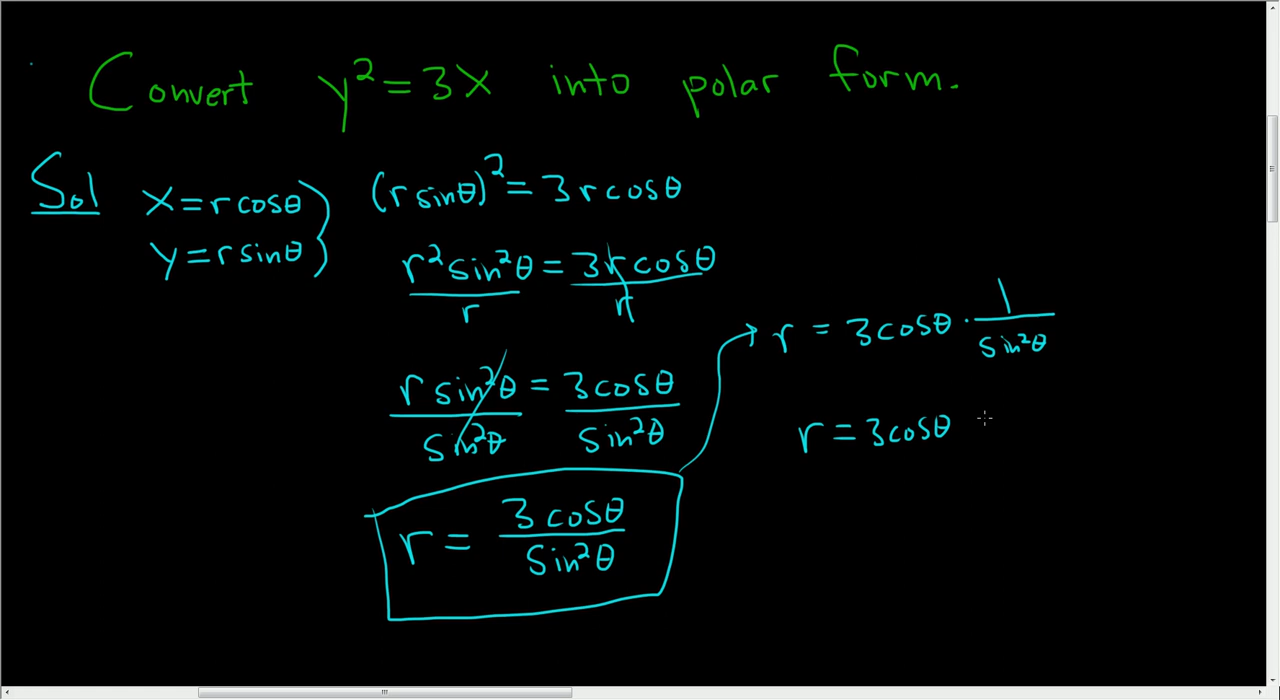 Convert y² = 3x into polar form.
Sol x = r cosθ
y = r sinθ
(r sinθ)² = 3r cosθ
r² sin²θ / r = 3r cosθ / r
r sin²θ / sin²θ = 3cosθ / sin²θ
r = 3cosθ / sin²θ
r = 3cosθ · 1 / sin²θ
r = 3cosθ